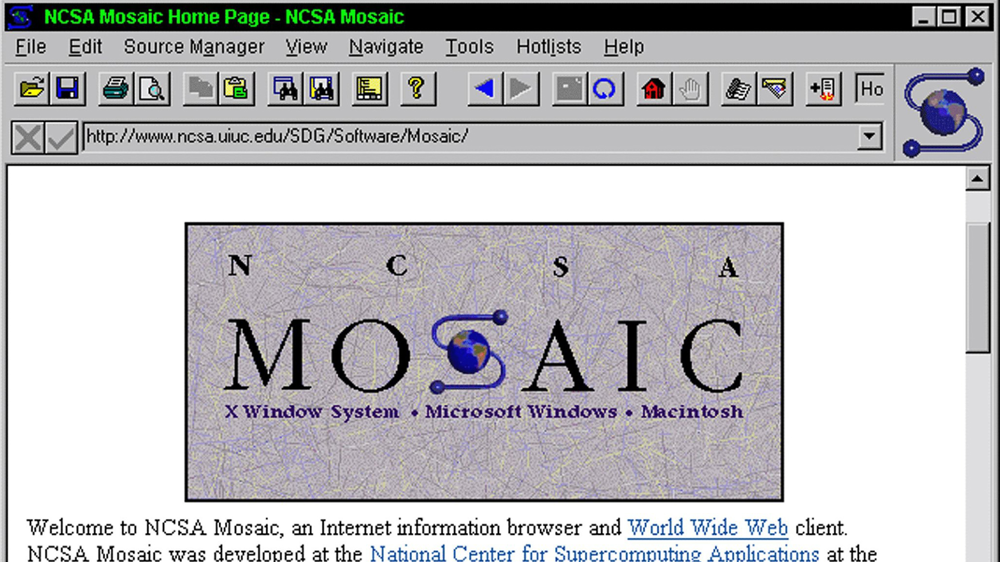 NCSA Mosaic Home Page - NCSA Mosaic
File Edit Source Manager View Navigate Tools Hotlists Help
Ho
http://www.ncsa.uiuc.edu/SDG/Software/Mosaic/
N C S A
MOSAIC
X Window System • Microsoft Windows • Macintosh
Welcome to NCSA Mosaic, an Internet information browser and World Wide Web client.
NCSA Mosaic was developed at the National Center for Supercomputing Applications at the